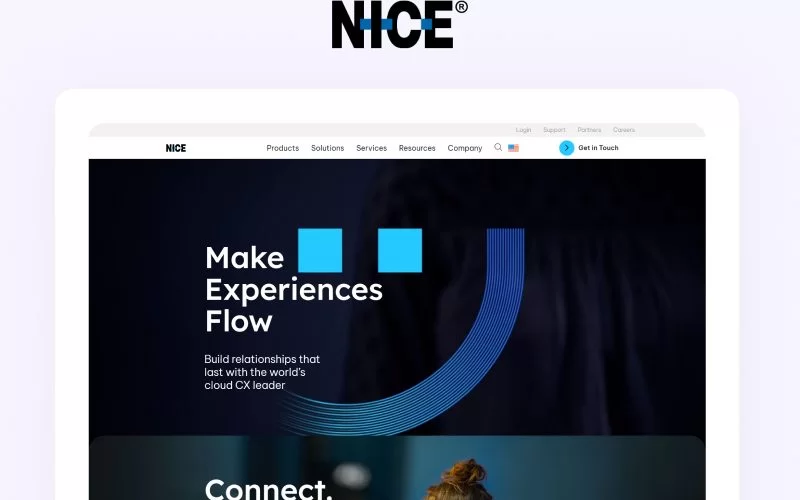 NICE®
Login Support Partners Careers
NICE
Products Solutions Services Resources Company
Get in Touch
Make
Experiences
Flow
Build relationships that
last with the world's
cloud CX leader
Connect.